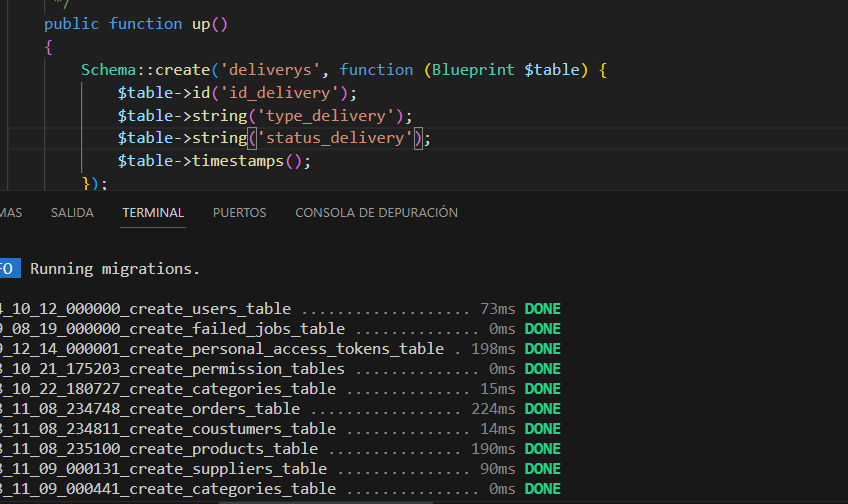 */
public function up()
{
Schema::create('deliverys', function (Blueprint $table) {
$table->id('id_delivery');
$table->string('type_delivery');
$table->string('status_delivery');
$table->timestamps();
});
MAS SALIDA TERMINAL PUERTOS CONSOLA DE DEPURACIÓN
FO Running migrations.
4_10_12_000000_create_users_table ................... 73ms DONE
9_08_19_000000_create_failed_jobs_table .............. 0ms DONE
9_12_14_000001_create_personal_access_tokens_table . 198ms DONE
3_10_21_175203_create_permission_tables .............. 0ms DONE
3_10_22_180727_create_categories_table .............. 15ms DONE
3_11_08_234748_create_orders_table ................. 224ms DONE
3_11_08_234811_create_coustumers_table .............. 14ms DONE
3_11_08_235100_create_products_table ............... 190ms DONE
3_11_09_000131_create_suppliers_table ............... 90ms DONE
3_11_09_000441_create_categories_table ............... 0ms DONE